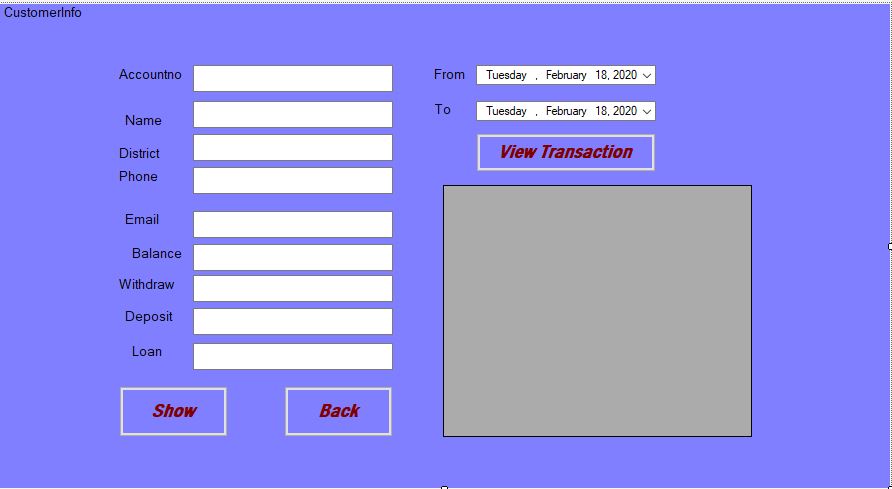 CustomerInfo
Accountno
Name
District
Phone
Email
Balance
Withdraw
Deposit
Loan
Show
Back
From Tuesday , February 18, 2020
To Tuesday , February 18, 2020
View Transaction